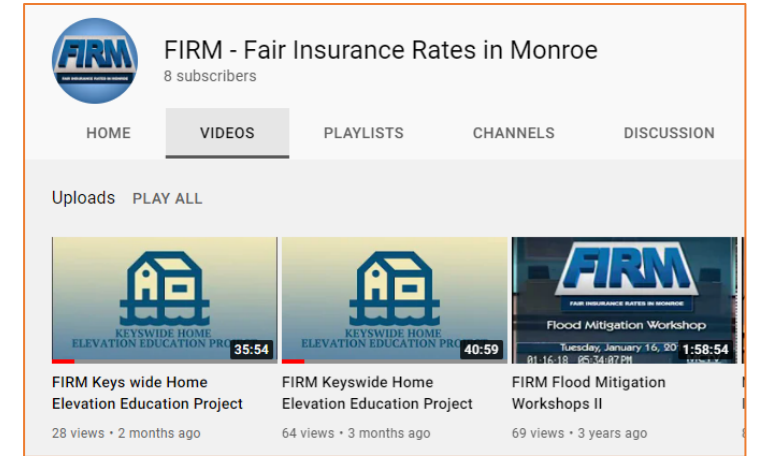 FIRM
FAIR INSURANCE RATES IN MONROE
FIRM - Fair Insurance Rates in Monroe
8 subscribers
HOME VIDEOS PLAYLISTS CHANNELS DISCUSSION
Uploads PLAY ALL
KEYSWIDE HOME
ELEVATION EDUCATION
35:54
KEYSWIDE HOME
ELEVATION EDUCATION
40:59
FIRM
FAIR INSURANCE RATES IN MONROE
Flood Mitigation Workshop
Tuesday, January 16, 20
01-16-18 05:34:07PM
1:58:54
FIRM Keys wide Home
Elevation Education Project
28 views • 2 months ago
FIRM Keyswide Home
Elevation Education Project
64 views • 3 months ago
FIRM Flood Mitigation
Workshops II
69 views • 3 years ago